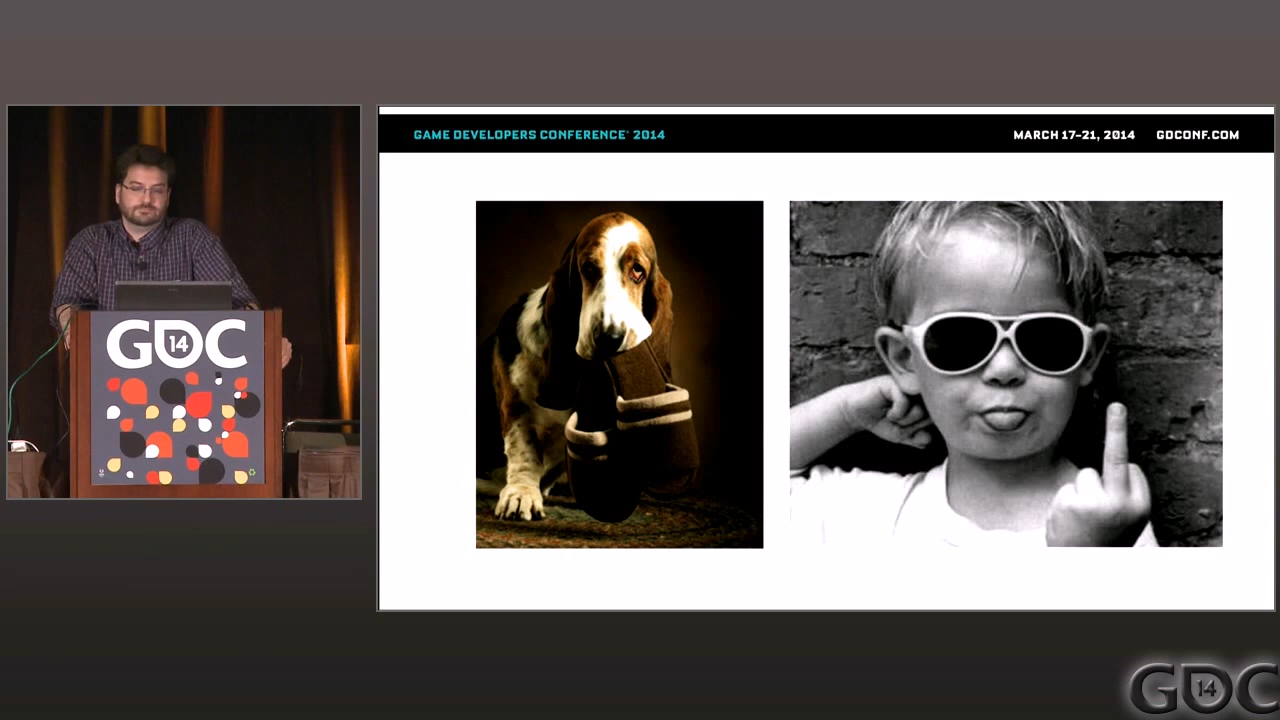 GAME DEVELOPERS CONFERENCE® 2014
MARCH 17–21, 2014 GDCONF.COM
GDC
14
GDC
14